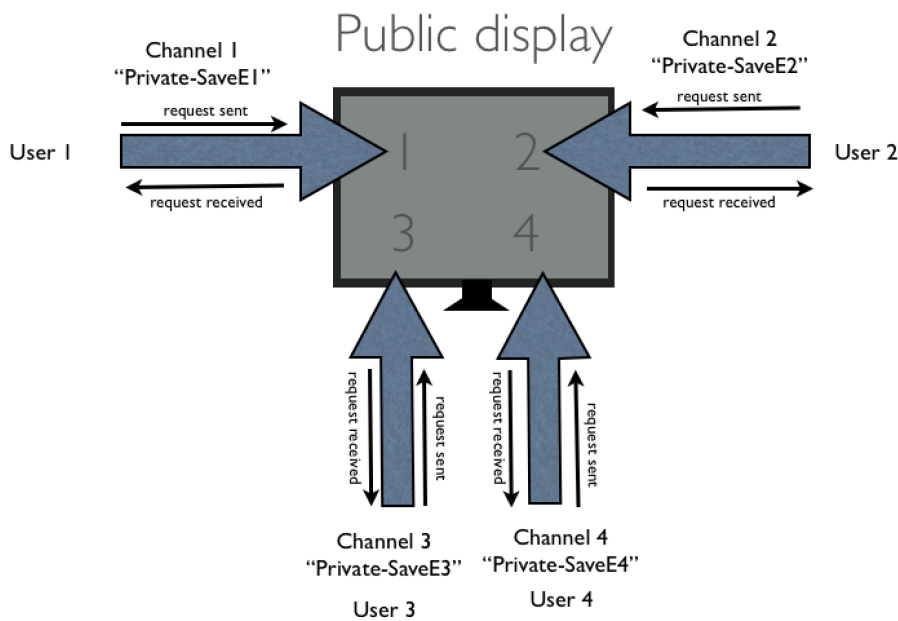 Public display
Channel 1
“Private-SaveE1”
request sent
User 1
request received
Channel 2
“Private-SaveE2”
request sent
User 2
request received
1 2
3 4
request received
request sent
request received
request sent
Channel 3
“Private-SaveE3”
User 3
Channel 4
“Private-SaveE4”
User 4